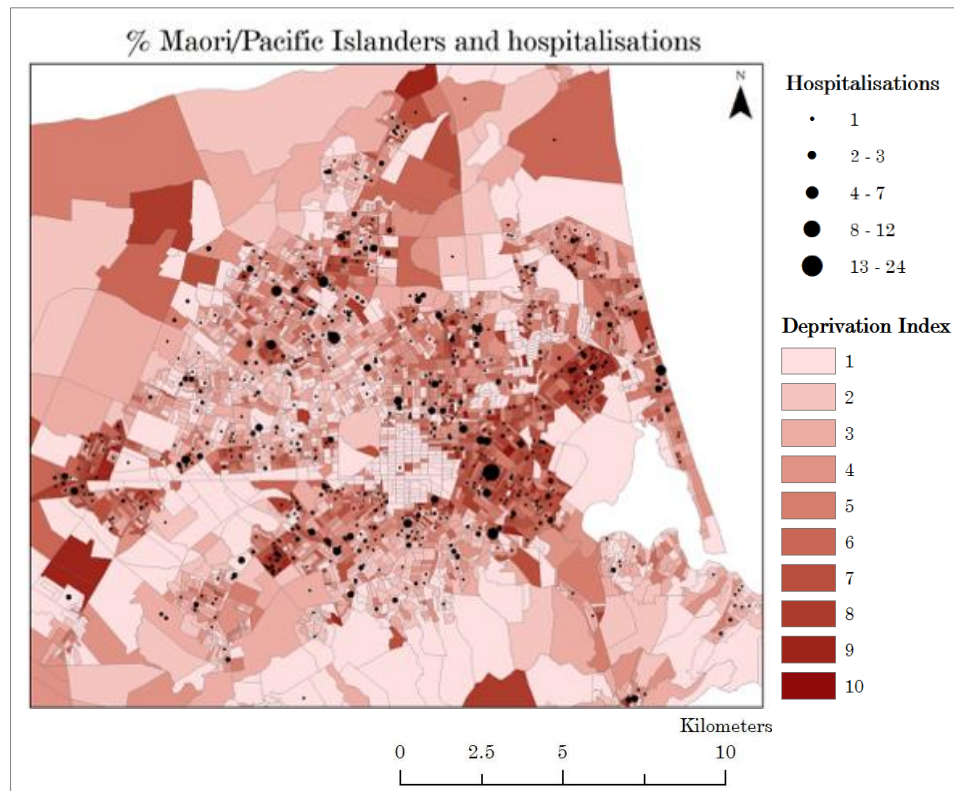 % Maori/Pacific Islanders and hospitalisations
N
Hospitalisations
1
2 - 3
4 - 7
8 - 12
13 - 24
Deprivation Index
1
2
3
4
5
6
7
8
9
10
Kilometers
0 2.5 5 10